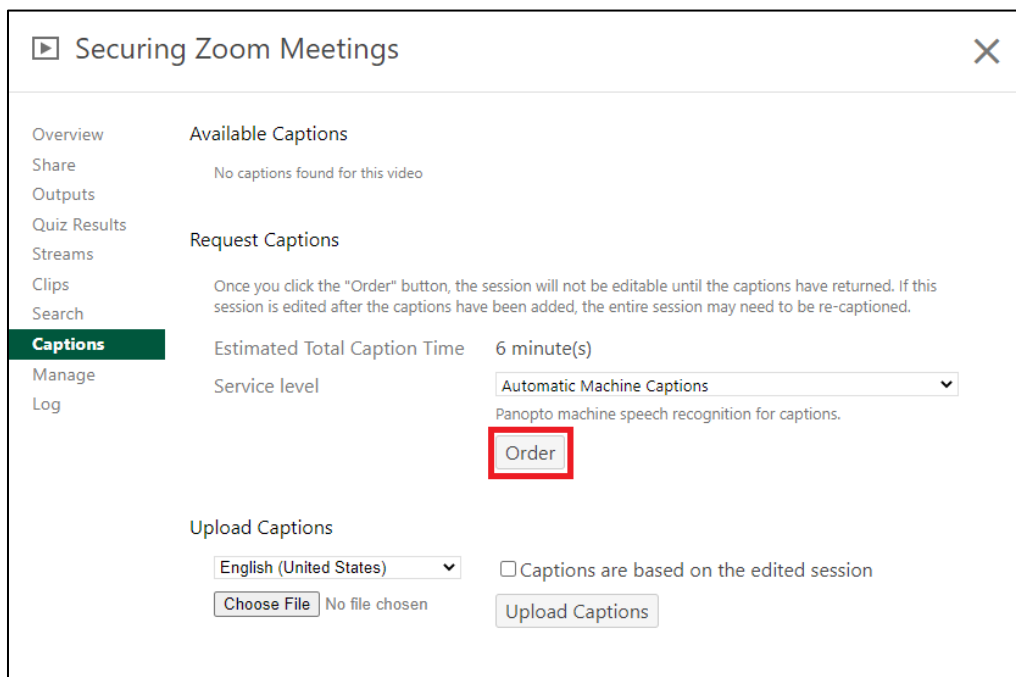 Securing Zoom Meetings
Overview
Share
Outputs
Quiz Results
Streams
Clips
Search
Captions
Manage
Log
Available Captions
No captions found for this video
Request Captions
Once you click the "Order" button, the session will not be editable until the captions have returned. If this
session is edited after the captions have been added, the entire session may need to be re-captioned.
Estimated Total Caption Time 6 minute(s)
Service level Automatic Machine Captions
Panopto machine speech recognition for captions.
Order
Upload Captions
English (United States) Captions are based on the edited session
Choose File No file chosen Upload Captions